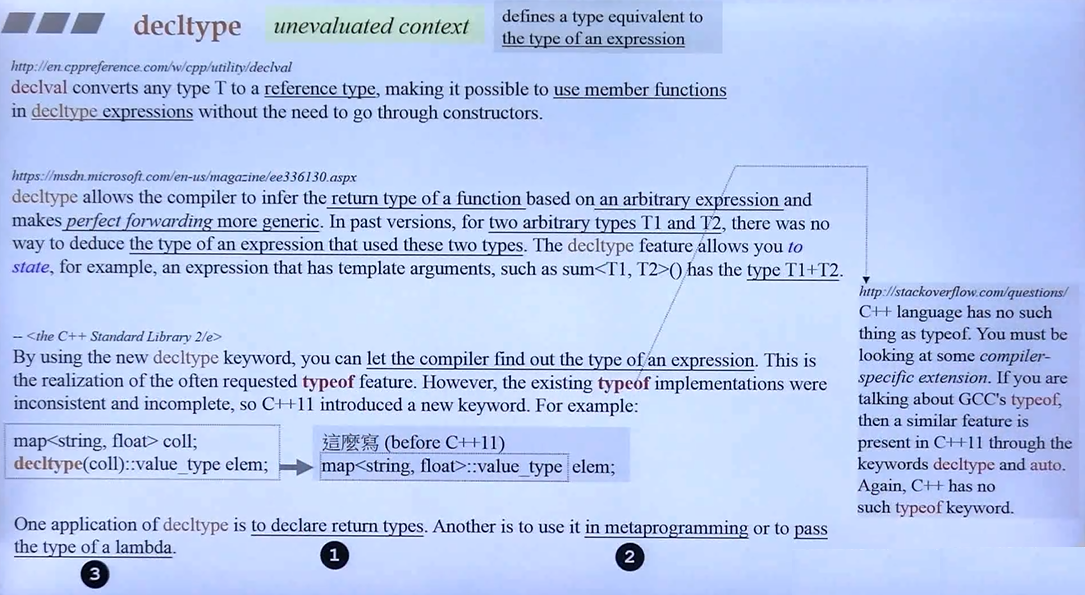 decltype
unevaluated context
defines a type equivalent to
the type of an expression
http://en.cppreference.com/w/cpp/utility/declval
declval converts any type T to a reference type, making it possible to use member functions
in decltype expressions without the need to go through constructors.
https://msdn.microsoft.com/en-us/magazine/ee336130.aspx
decltype allows the compiler to infer the return type of a function based on an arbitrary expression and
makes perfect forwarding more generic. In past versions, for two arbitrary types T1 and T2, there was no
way to deduce the type of an expression that used these two types. The decltype feature allows you to
state, for example, an expression that has template arguments, such as sum<T1, T2>() has the type T1+T2.
-- <the C++ Standard Library 2/e>
By using the new decltype keyword, you can let the compiler find out the type of an expression. This is
the realization of the often requested typeof feature. However, the existing typeof implementations were
inconsistent and incomplete, so C++11 introduced a new keyword. For example:
map<string, float> coll;
decltype(coll)::value_type elem;
這麼寫 (before C++11)
map<string, float>::value_type elem;
One application of decltype is to declare return types. Another is to use it in metaprogramming or to pass
the type of a lambda.
1
2
3
http://stackoverflow.com/questions/
C++ language has no such
thing as typeof. You must be
looking at some compiler-
specific extension. If you are
talking about GCC's typeof,
then a similar feature is
present in C++11 through the
keywords decltype and auto.
Again, C++ has no
such typeof keyword.